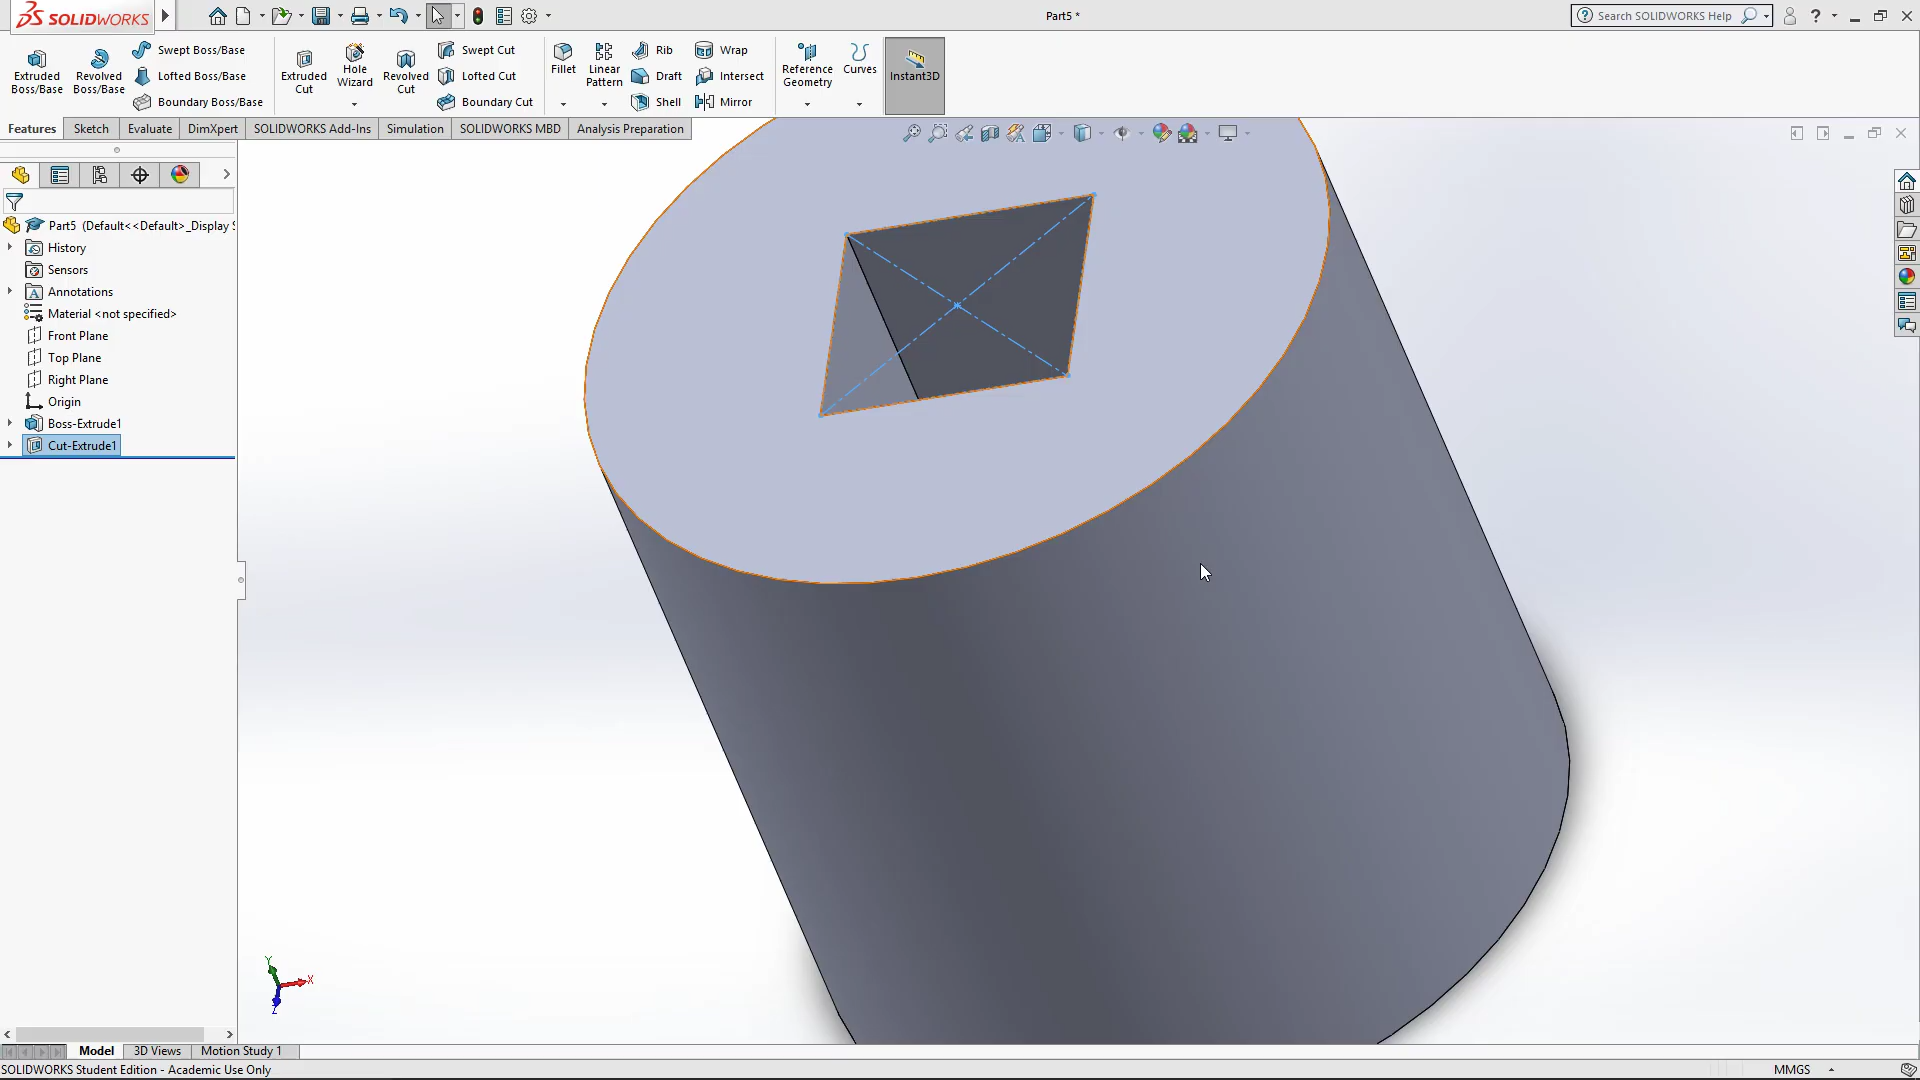 SOLIDWORKS
Part5 *
Search SOLIDWORKS Help
?
Extruded Boss/Base
Revolved Boss/Base
Swept Boss/Base
Lofted Boss/Base
Boundary Boss/Base
Extruded Cut
Hole Wizard
Revolved Cut
Swept Cut
Lofted Cut
Boundary Cut
Fillet
Linear Pattern
Rib
Draft
Shell
Wrap
Intersect
Mirror
Reference Geometry
Curves
Instant3D
Features
Sketch
Evaluate
DimXpert
SOLIDWORKS Add-Ins
Simulation
SOLIDWORKS MBD
Analysis Preparation
Part5 (Default<<Default>_Display S
History
Sensors
Annotations
Material <not specified>
Front Plane
Top Plane
Right Plane
Origin
Boss-Extrude1
Cut-Extrude1
Y
X
Z
Model
3D Views
Motion Study 1
SOLIDWORKS Student Edition - Academic Use Only
MMGS